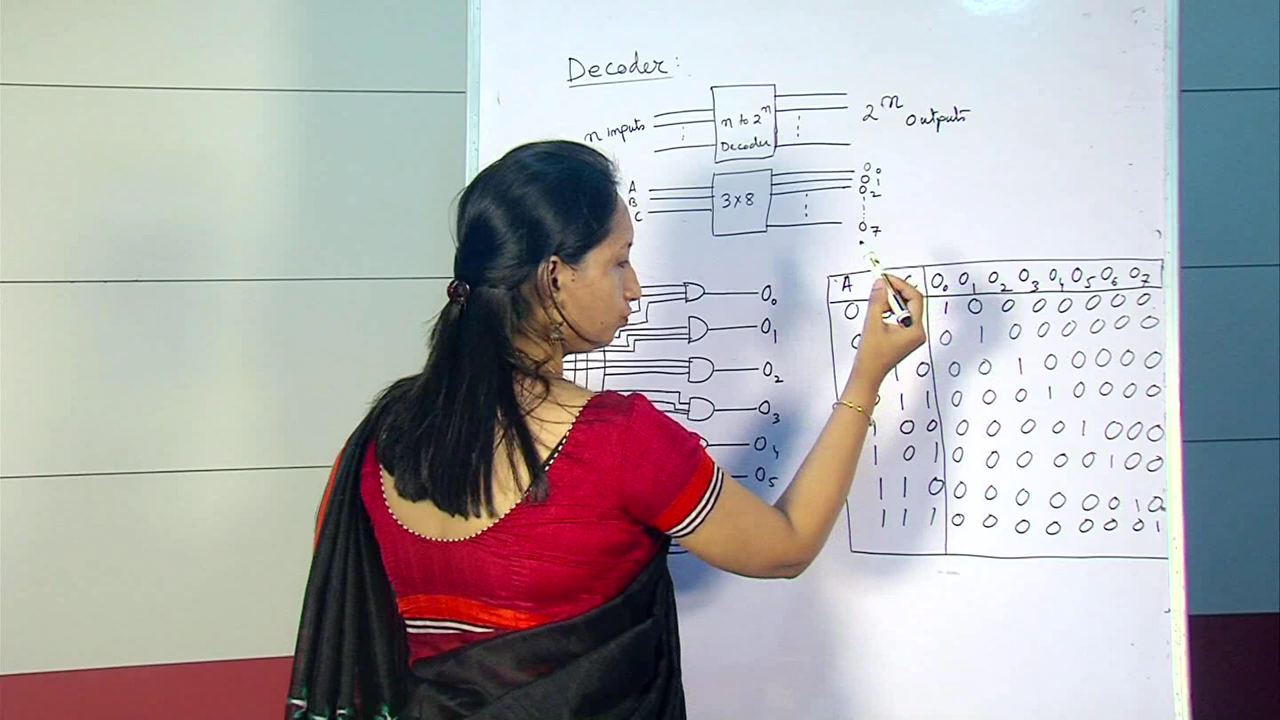 Decoder:
n inputs
n to 2ⁿ
Decoder
2ⁿ outputs
A
B
C
3×8
O₀
O₁
O₂
O₇
O₀
O₁
O₂
O₃
O₄
O₅
A C O₀ O₁ O₂ O₃ O₄ O₅ O₆ O₇
0 1 0 0 0 0 0 0 0
0 0 1 0 0 0 0 0 0
1 0 0 0 1 0 0 0 0 0
0 1 1 0 0 0 1 0 0 0 0
1 0 0 0 0 0 0 1 0 0 0
1 0 1 0 0 0 0 0 1 0 0
1 1 0 0 0 0 0 0 0 1 0
1 1 1 0 0 0 0 0 0 0 1